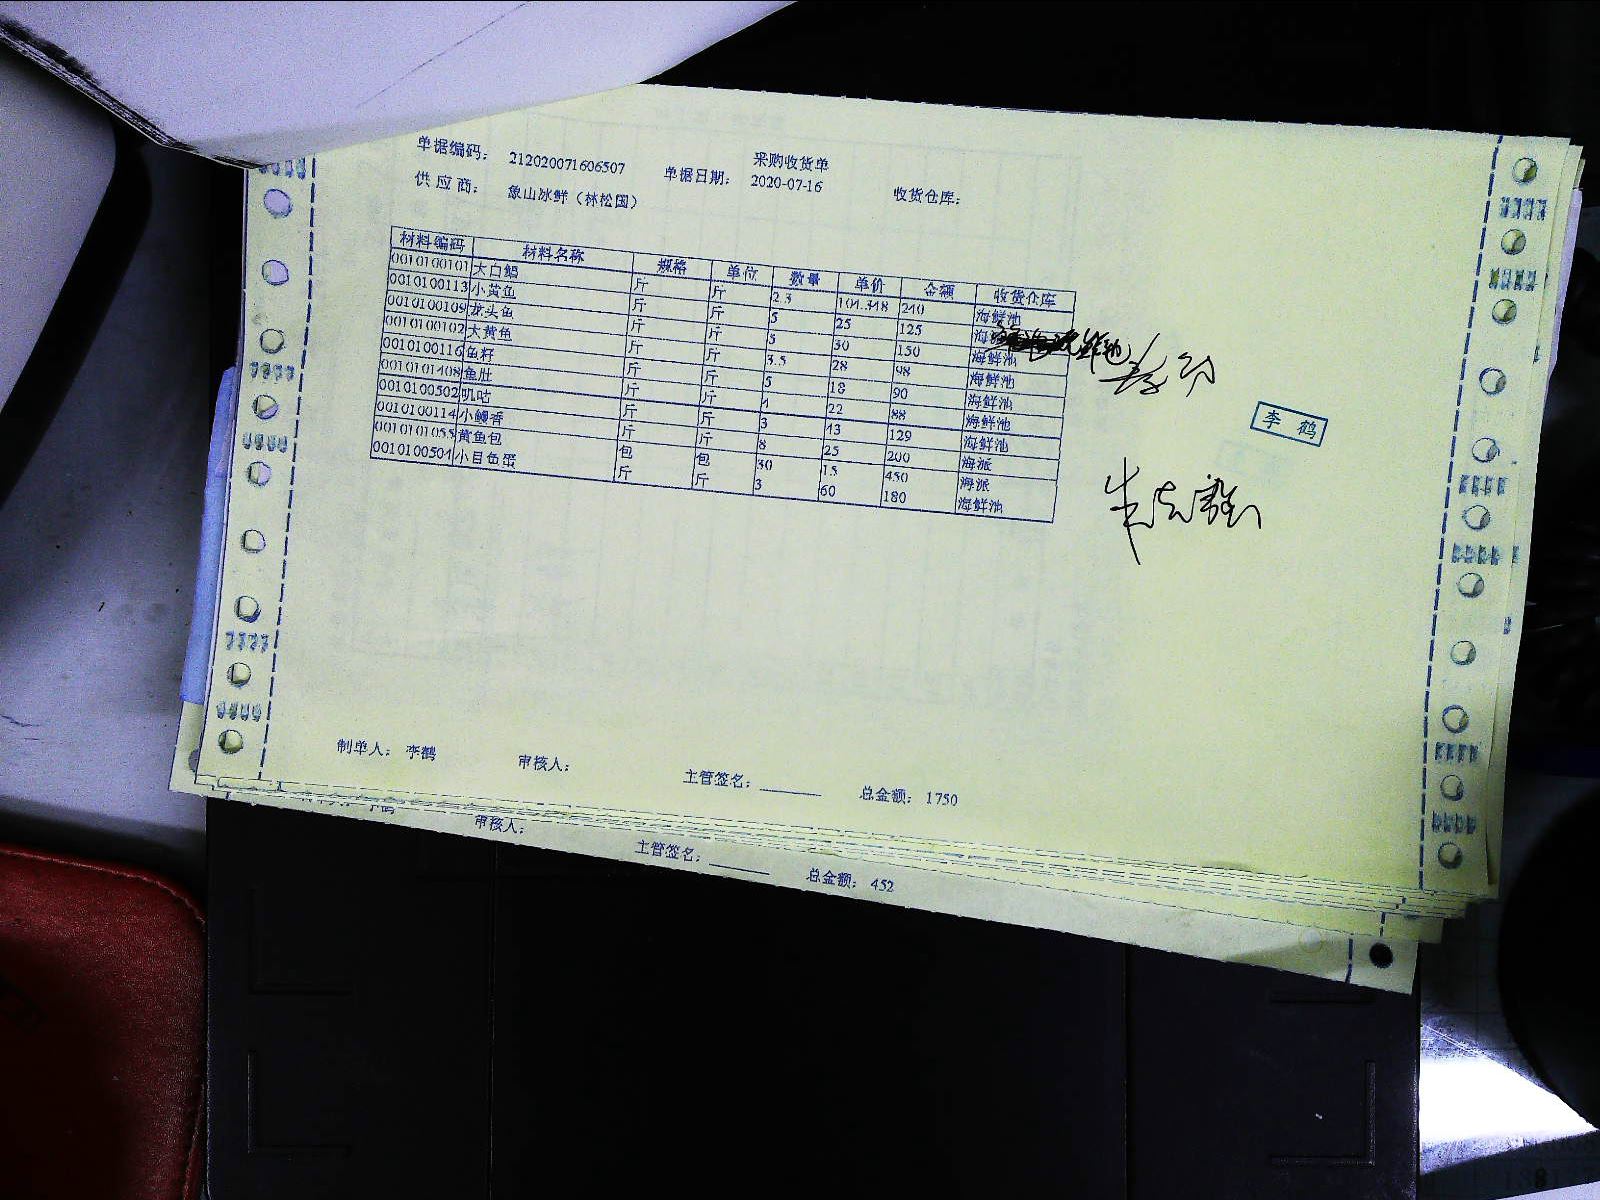 采购收货单
单据编码： 212020071606507 单据日期： 2020-07-16 收货仓库：
供 应 商： 象山冰鲜（林松国）
材料编码 材料名称 规格 单位 数量 单价 金额 收货仓库
0010100101 大白鲳 斤 斤 2.3 104.348 240 海鲜池
0010100113 小黄鱼 斤 斤 5 25 125 海
0010100109 龙头鱼 斤 斤 5 30 150 海鲜池
0010100102 大黄鱼 斤 斤 3.5 28 98 海鲜池
0010100116 鱼籽 斤 斤 5 18 90 海鲜池
0010101408 鱼肚 斤 斤 4 22 88 海鲜池
0010100502 叽咕 斤 斤 3 43 129 海鲜池
0010100114 小鳗香 斤 斤 8 25 200 海派
0010101055 黄鱼包 包 包 30 15 450 海派
0010100504 小目鱼蛋 斤 斤 3 60 180 海鲜池
鲜池
李鹤
制单人： 李鹤 审核人： 主管签名： 总金额： 1750
审核人： 主管签名： 总金额： 452